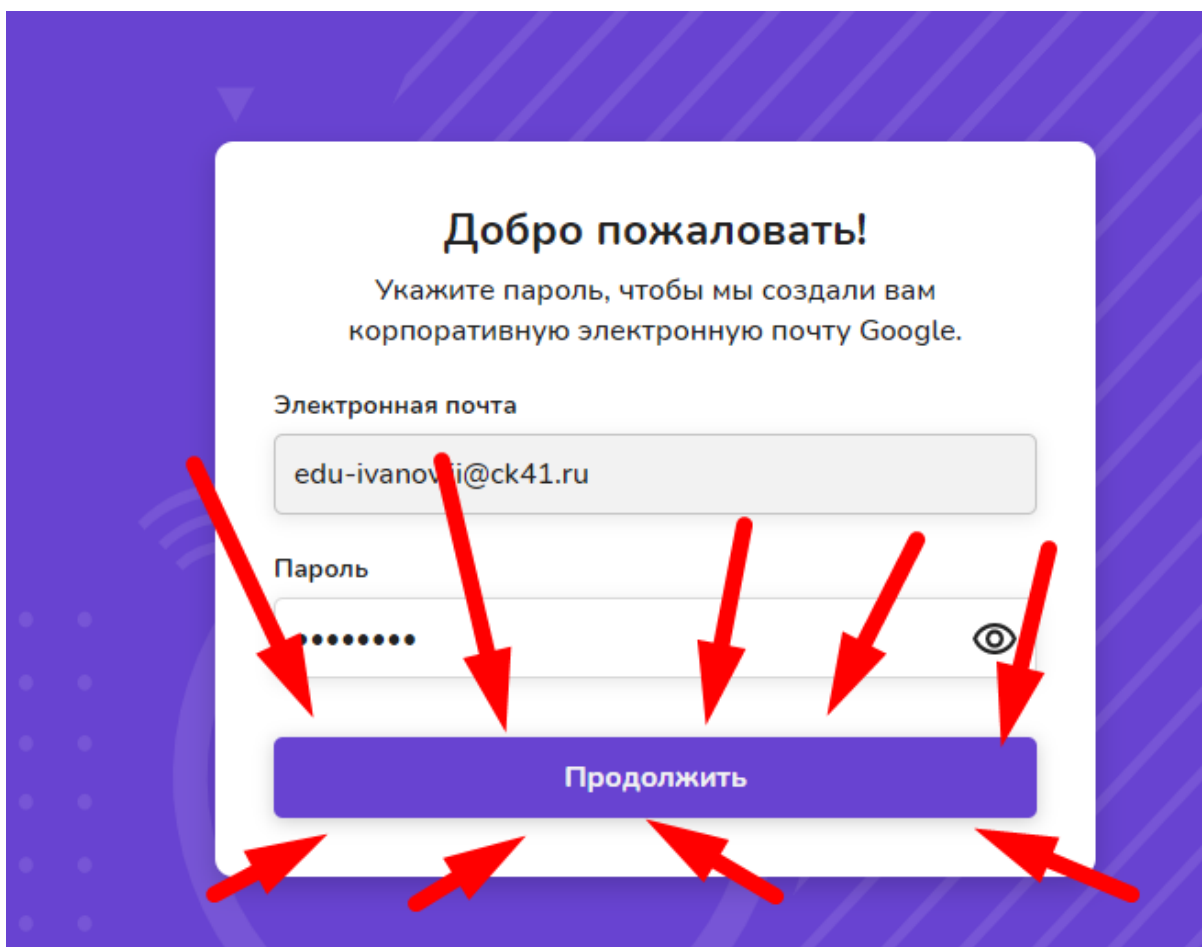 Добро пожаловать!
Укажите пароль, чтобы мы создали вам
корпоративную электронную почту Google.
Электронная почта
Пароль
Продолжить